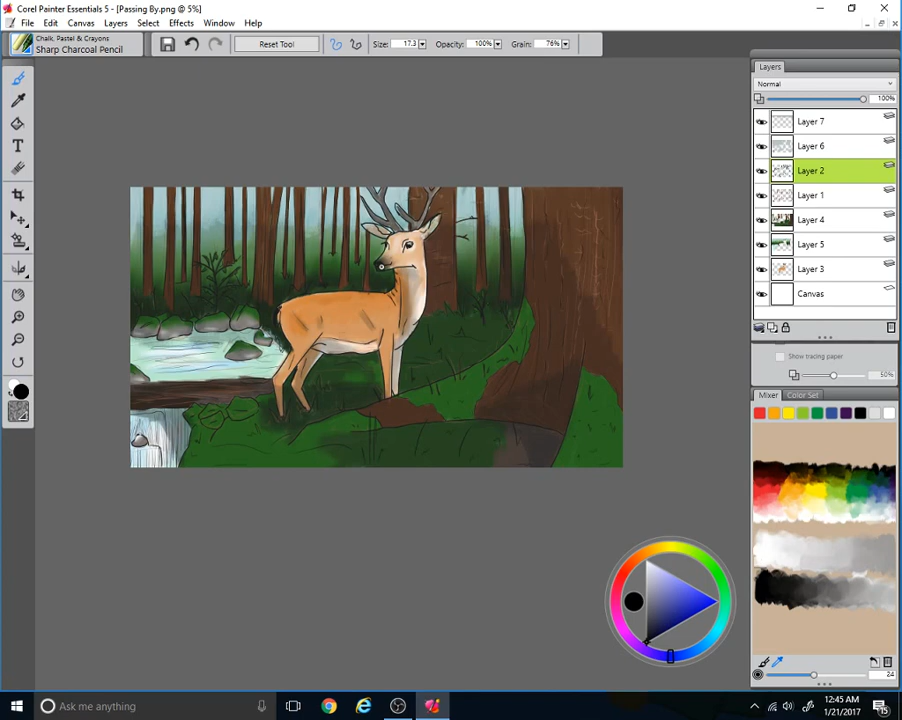 Corel Painter Essentials 5 - [Passing By.png @ 5%]
File Edit Canvas Layers Select Effects Window Help
Chalk, Pastel & Crayons
Sharp Charcoal Pencil
Reset Tool
Size: 17.3
Opacity: 100%
Grain: 76%
Layers
Normal
100%
Layer 7
Layer 6
Layer 2
Layer 1
Layer 4
Layer 5
Layer 3
Canvas
Show tracing paper
50%
Mixer Color Set
24
Ask me anything
12:45 AM
1/21/2017
15